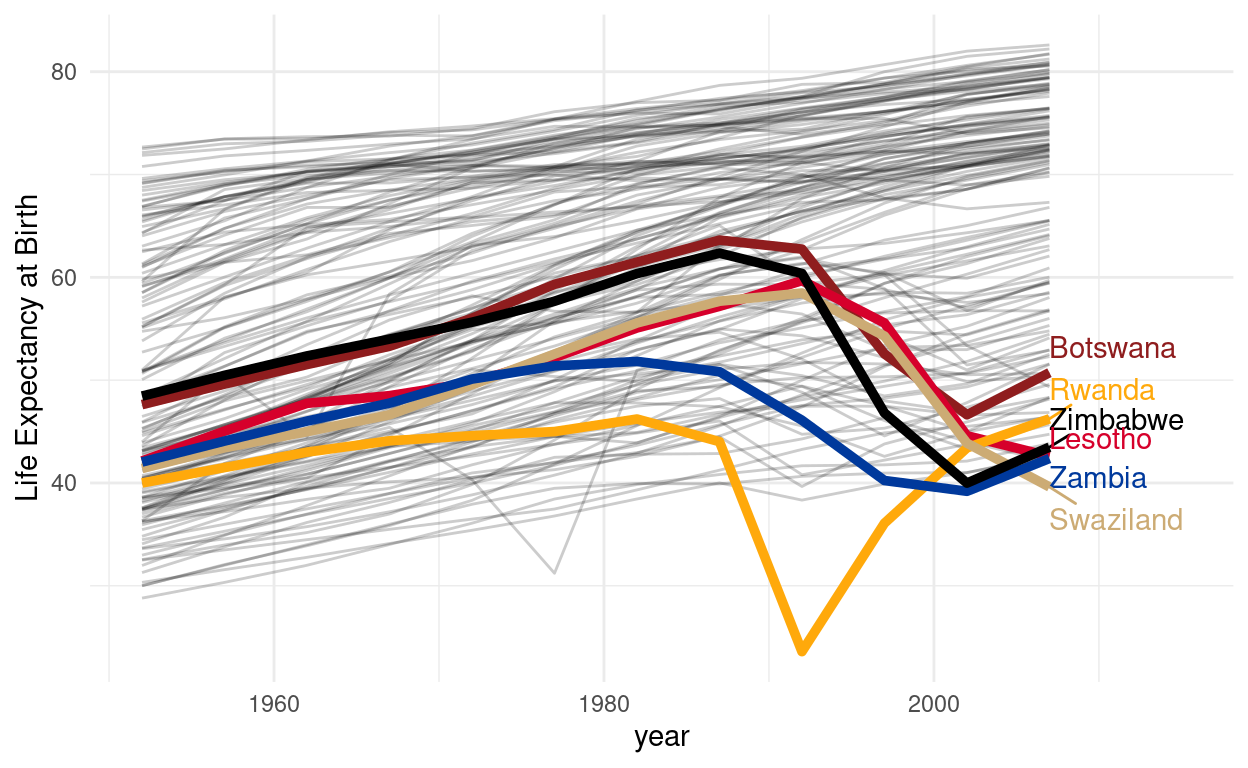 80
60
40
Life Expectancy at Birth
Botswana
Rwanda
Zimbabwe
Lesotho
Zambia
Swaziland
1960
1980
2000
year